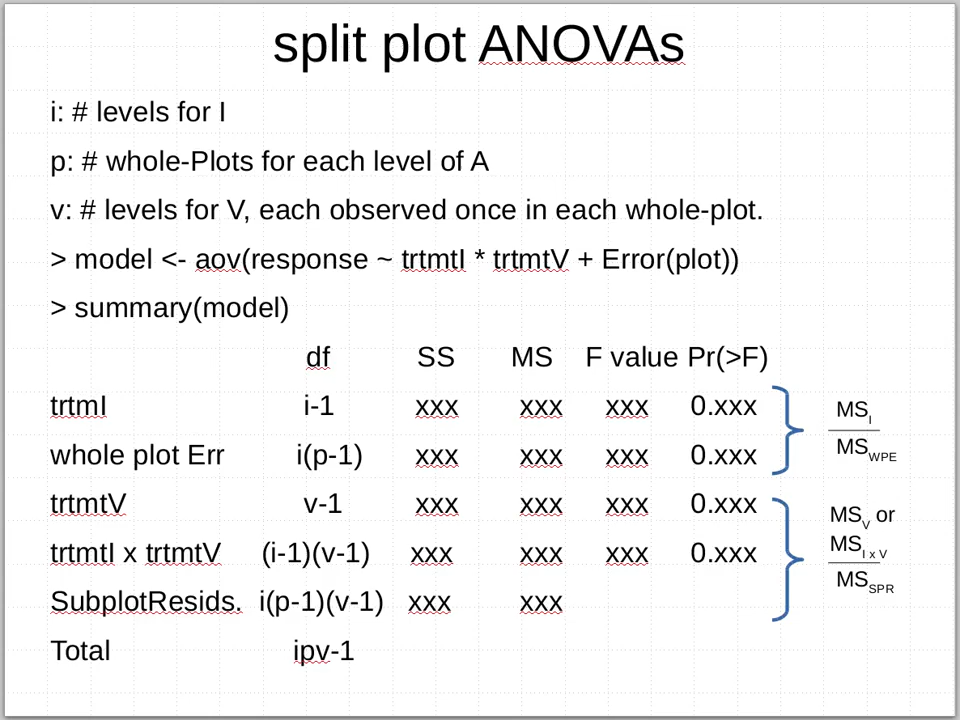 split plot ANOVAs
i: # levels for I
p: # whole-Plots for each level of A
v: # levels for V, each observed once in each whole-plot.
> model <- aov(response ~ trtmtI * trtmtV + Error(plot))
> summary(model)
df SS MS F value Pr(>F)
trtmI i-1 xxx xxx xxx 0.xxx
whole plot Err i(p-1) xxx xxx xxx 0.xxx
trtmtV v-1 xxx xxx xxx 0.xxx
trtmtI x trtmtV (i-1)(v-1) xxx xxx xxx 0.xxx
SubplotResids. i(p-1)(v-1) xxx xxx
Total ipv-1
MSI
MSWPE
MSV or
MSI x V
MSSPR